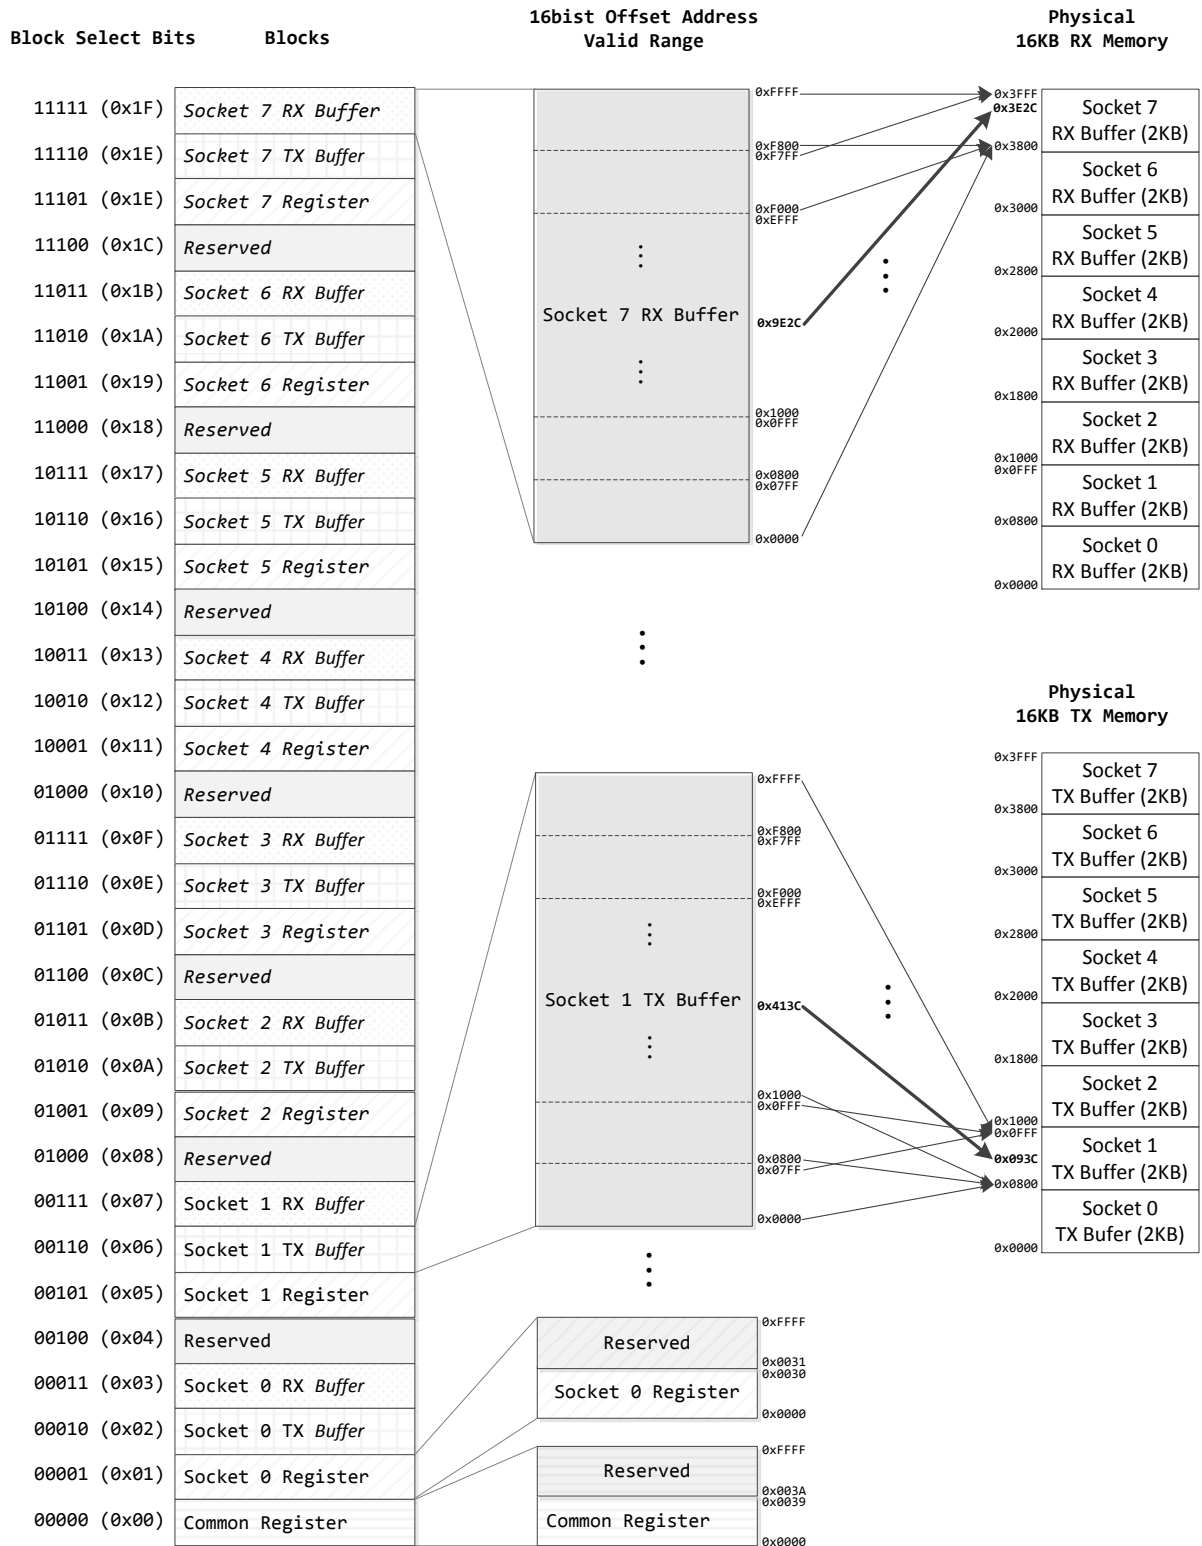 Block Select Bits
Blocks
16bist Offset Address
Valid Range
Physical
16KB RX Memory
11111 (0x1F) Socket 7 RX Buffer
11110 (0x1E) Socket 7 TX Buffer
11101 (0x1E) Socket 7 Register
11100 (0x1C) Reserved
11011 (0x1B) Socket 6 RX Buffer
11010 (0x1A) Socket 6 TX Buffer
11001 (0x19) Socket 6 Register
11000 (0x18) Reserved
10111 (0x17) Socket 5 RX Buffer
10110 (0x16) Socket 5 TX Buffer
10101 (0x15) Socket 5 Register
10100 (0x14) Reserved
10011 (0x13) Socket 4 RX Buffer
10010 (0x12) Socket 4 TX Buffer
10001 (0x11) Socket 4 Register
01000 (0x10) Reserved
01111 (0x0F) Socket 3 RX Buffer
01110 (0x0E) Socket 3 TX Buffer
01101 (0x0D) Socket 3 Register
01100 (0x0C) Reserved
01011 (0x0B) Socket 2 RX Buffer
01010 (0x0A) Socket 2 TX Buffer
01001 (0x09) Socket 2 Register
01000 (0x08) Reserved
00111 (0x07) Socket 1 RX Buffer
00110 (0x06) Socket 1 TX Buffer
00101 (0x05) Socket 1 Register
00100 (0x04) Reserved
00011 (0x03) Socket 0 RX Buffer
00010 (0x02) Socket 0 TX Buffer
00001 (0x01) Socket 0 Register
00000 (0x00) Common Register
0xFFFF
0xF800
0xF7FF
0xF000
0xEFFF
Socket 7 RX Buffer
0x9E2C
0x1000
0x0FFF
0x0800
0x07FF
0x0000
0x3FFF
0x3E2C
Socket 7
RX Buffer (2KB)
0x3800
Socket 6
RX Buffer (2KB)
0x3000
Socket 5
RX Buffer (2KB)
0x2800
Socket 4
RX Buffer (2KB)
0x2000
Socket 3
RX Buffer (2KB)
0x1800
Socket 2
RX Buffer (2KB)
0x1000
0x0FFF
Socket 1
RX Buffer (2KB)
0x0800
Socket 0
RX Buffer (2KB)
0x0000
0xFFFF
0xF800
0xF7FF
0xF000
0xEFFF
Socket 1 TX Buffer
0x413C
0x1000
0x0FFF
0x0800
0x07FF
0x0000
Physical
16KB TX Memory
0x3FFF
Socket 7
TX Buffer (2KB)
0x3800
Socket 6
TX Buffer (2KB)
0x3000
Socket 5
TX Buffer (2KB)
0x2800
Socket 4
TX Buffer (2KB)
0x2000
Socket 3
TX Buffer (2KB)
0x1800
Socket 2
TX Buffer (2KB)
0x1000
0x0FFF
Socket 1
TX Buffer (2KB)
0x093C
0x0800
Socket 0
TX Bufer (2KB)
0x0000
0xFFFF
Reserved
0x0031
0x0030
Socket 0 Register
0x0000
0xFFFF
Reserved
0x003A
0x0039
Common Register
0x0000